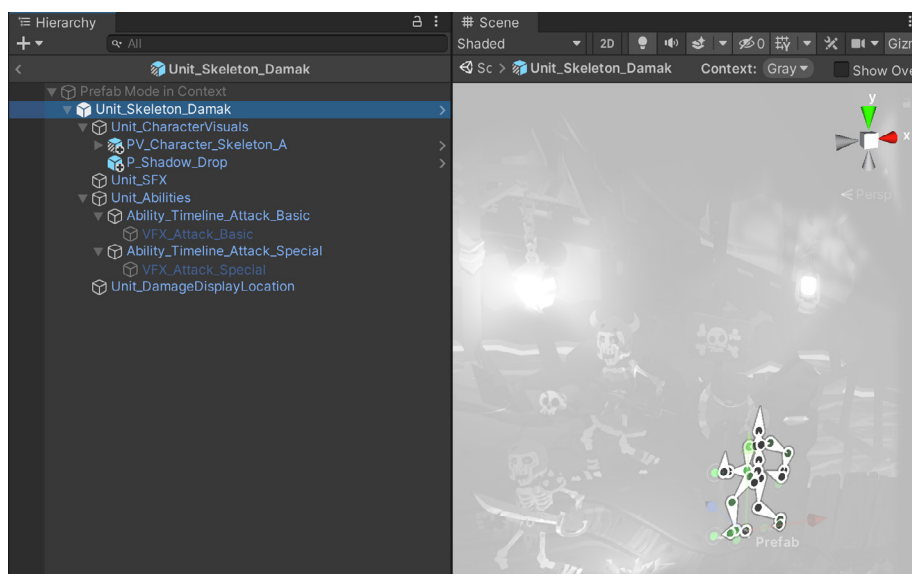 Hierarchy
All
Unit_Skeleton_Damak
Prefab Mode in Context
Unit_Skeleton_Damak
Unit_CharacterVisuals
PV_Character_Skeleton_A
P_Shadow_Drop
Unit_SFX
Unit_Abilities
Ability_Timeline_Attack_Basic
VFX_Attack_Basic
Ability_Timeline_Attack_Special
VFX_Attack_Special
Unit_DamageDisplayLocation
# Scene
Shaded 2D 0 Gizm
Sc > Unit_Skeleton_Damak Context: Gray Show Ove
y
x
< Persp
Prefab